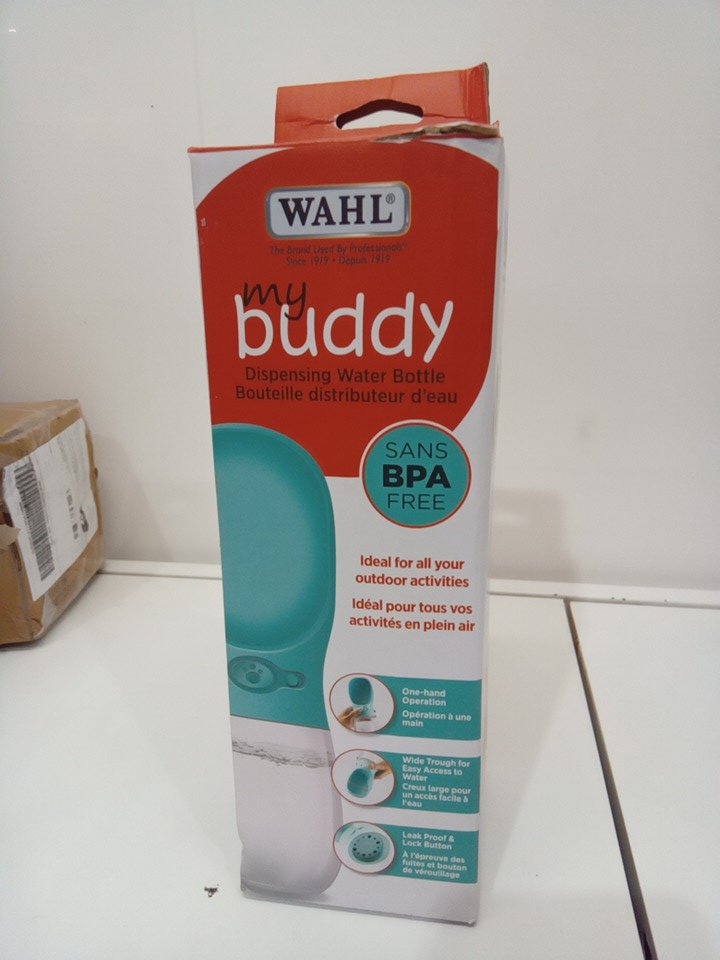 WAHL®
The Brand Used By Professionals®
Since 1919 • Depuis 1919
my
buddy
Dispensing Water Bottle
Bouteille distributeur d'eau
SANS
BPA
FREE
Ideal for all your
outdoor activities
Idéal pour tous vos
activités en plein air
One-hand
Operation
Opération à une
main
Wide Trough for
Easy Access to
Water
Creux large pour
un accès facile à
l'eau
Leak Proof &
Lock Button
À l'épreuve des
fuites et bouton
de vérouillage